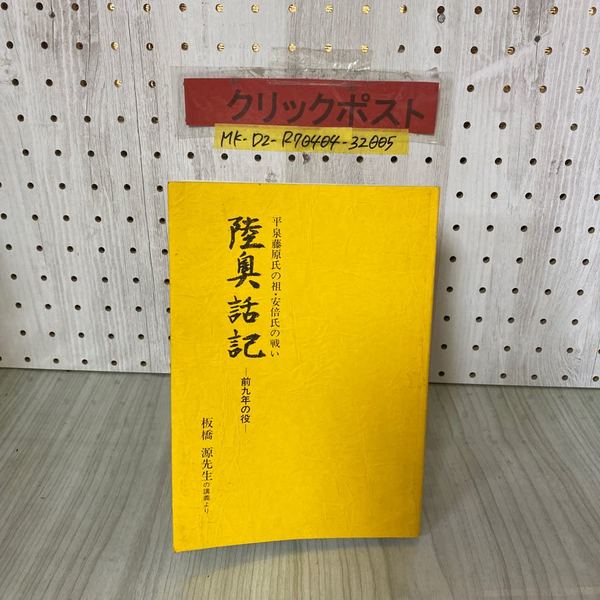 クリックポスト
MK-D2-R70404-32005
平泉藤原氏の祖・安倍氏の戦い
陸奥話記
―前九年の役―
板橋 源先生の講義より